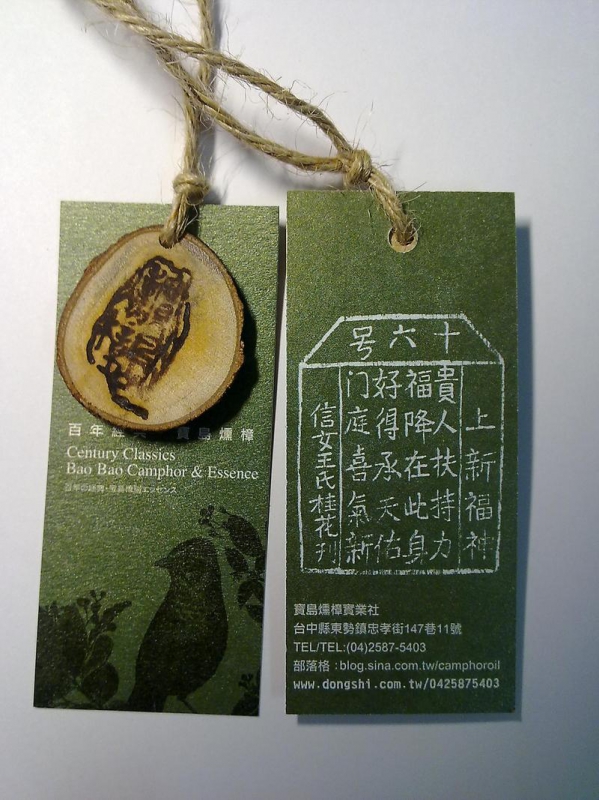 百年經 寶島燻樟
Century Classics
Bao Bao Camphor & Essence
十六号
上新福神
貴人扶持力
福降在此身
好得承天佑
门庭喜氣新
信女王氏桂花刊
寶島燻樟實業社
台中縣東勢鎮忠孝街147巷11號
TEL/TEL:(04)2587-5403
部落格：blog.sina.com.tw/camphoroil
www.dongshi.com.tw/0425875403